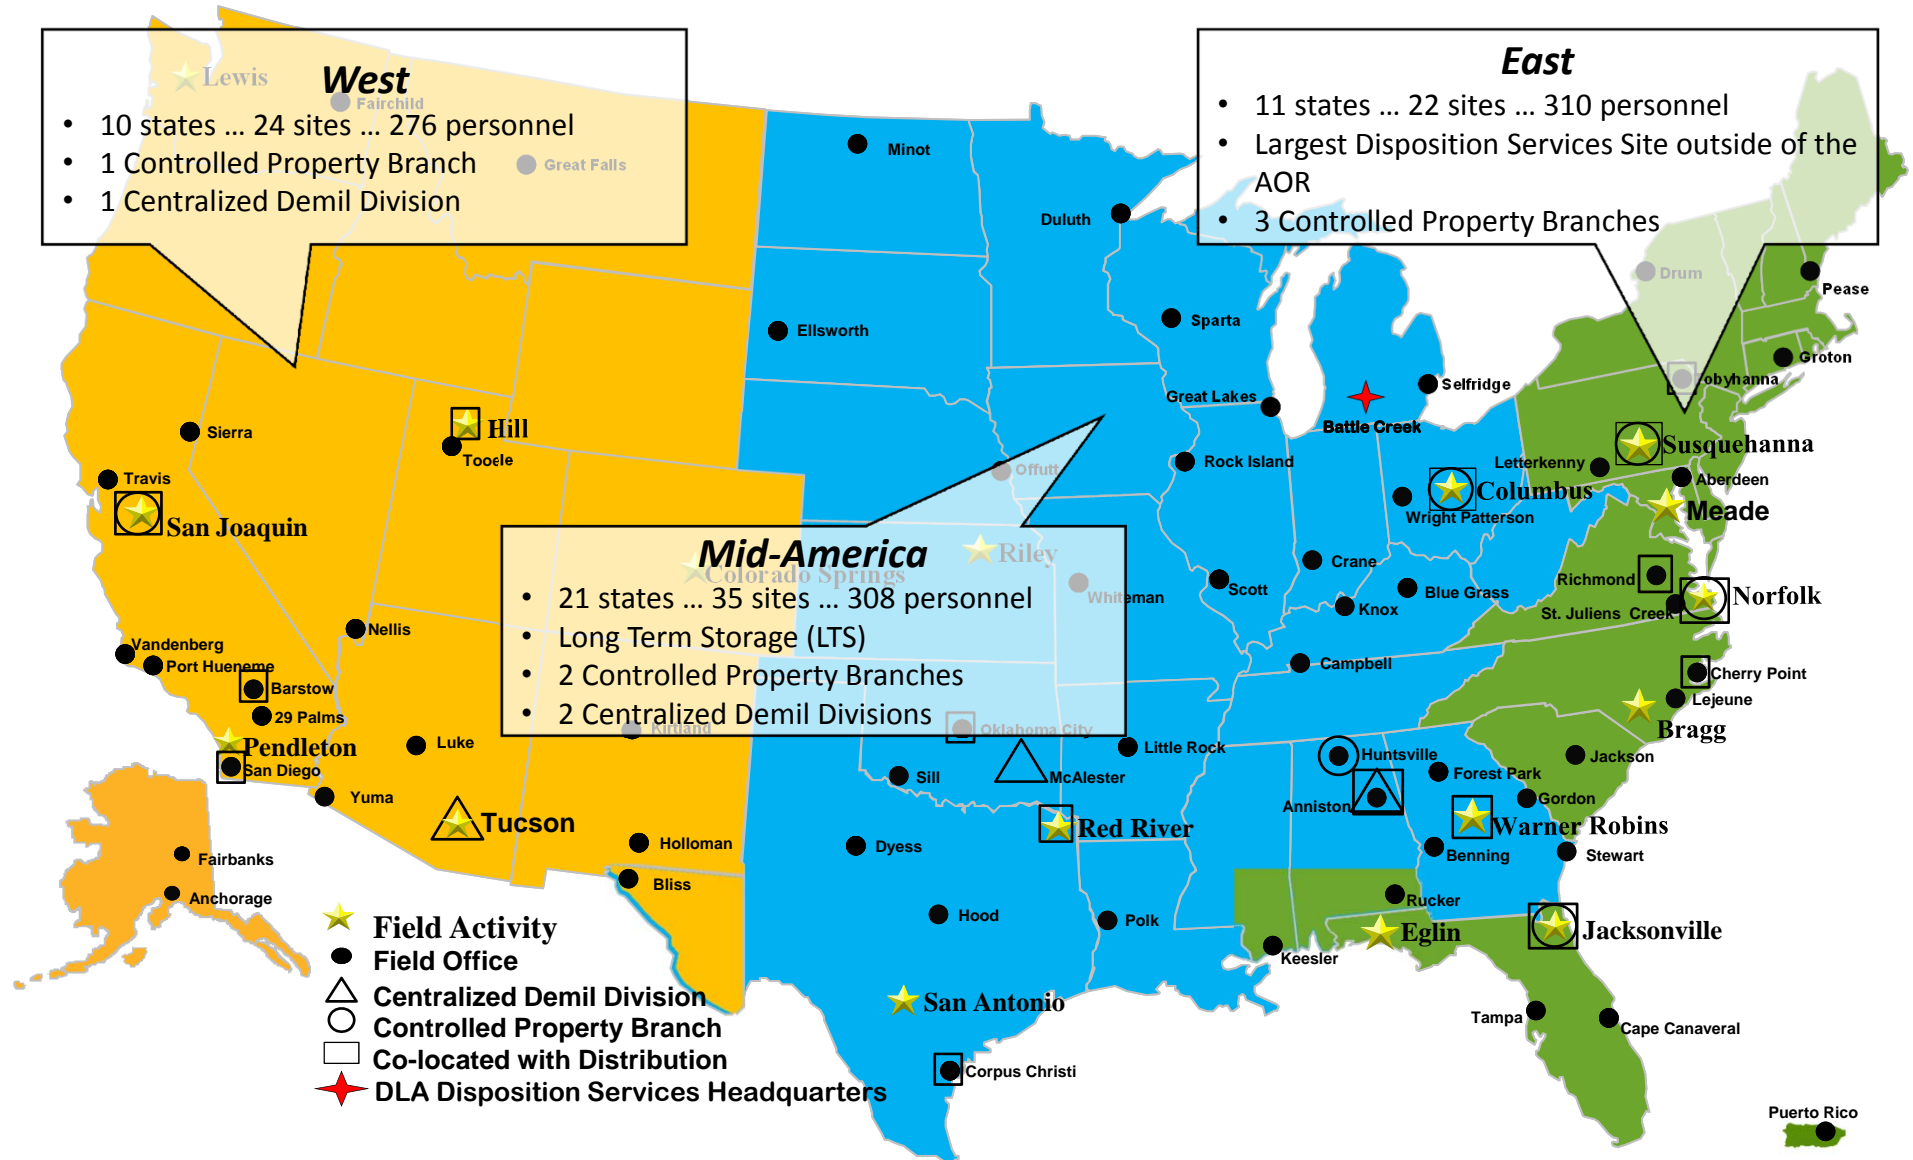 West
• 10 states ... 24 sites ... 276 personnel
• 1 Controlled Property Branch
• 1 Centralized Demil Division
East
• 11 states ... 22 sites ... 310 personnel
• Largest Disposition Services Site outside of the
AOR
• 3 Controlled Property Branches
Mid-America
• 21 states ... 35 sites ... 308 personnel
• Long Term Storage (LTS)
• 2 Controlled Property Branches
• 2 Centralized Demil Divisions
Lewis
Fairchild
Great Falls
Minot
Duluth
Drum
Pease
Ellsworth
Sparta
Groton
Great Lakes
Selfridge
obyhanna
Battle Creek
Sierra
Hill
Tooele
Travis
San Joaquin
Offutt
Rock Island
Letterkenny
Susquehanna
Aberdeen
Columbus
Wright Patterson
Meade
Colorado Springs
Riley
Whiteman
Scott
Crane
Blue Grass
Knox
Richmond
Norfolk
St. Juliens Creek
Nellis
Vandenberg
Port Hueneme
Barstow
29 Palms
Pendleton
San Diego
Luke
Kirtland
Oklahoma City
Campbell
Cherry Point
Lejeune
Bragg
Little Rock
Huntsville
Jackson
Sill
McAlester
Forest Park
Anniston
Gordon
Yuma
Tucson
Red River
Warner Robins
Holloman
Dyess
Benning
Stewart
Fairbanks
Anchorage
Bliss
Hood
Polk
Rucker
Eglin
Jacksonville
Keesler
San Antonio
Tampa
Cape Canaveral
Corpus Christi
Puerto Rico
Field Activity
Field Office
Centralized Demil Division
Controlled Property Branch
Co-located with Distribution
DLA Disposition Services Headquarters